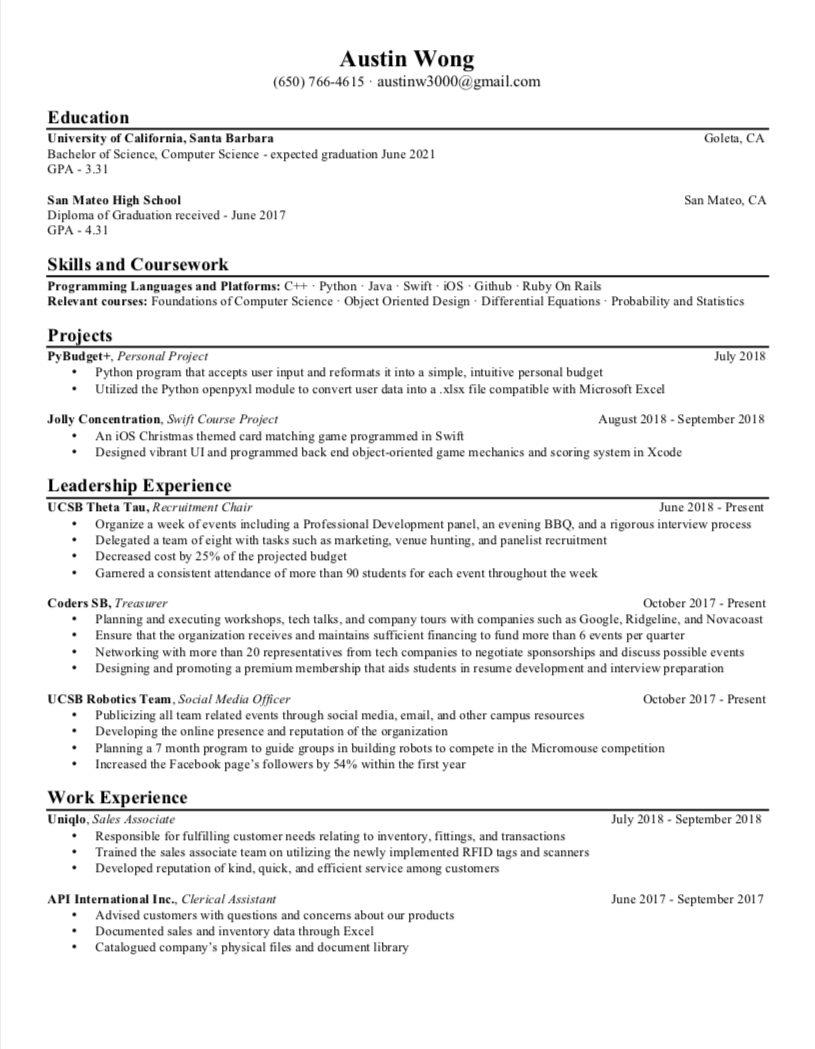 Austin Wong
(650) 766-4615 · austinw3000@gmail.com
Education
University of California, Santa Barbara Goleta, CA
Bachelor of Science, Computer Science - expected graduation June 2021
GPA - 3.31
San Mateo High School San Mateo, CA
Diploma of Graduation received - June 2017
GPA - 4.31
Skills and Coursework
Programming Languages and Platforms: C++ · Python · Java · Swift · iOS · Github · Ruby On Rails
Relevant courses: Foundations of Computer Science · Object Oriented Design · Differential Equations · Probability and Statistics
Projects
PyBudget+, Personal Project July 2018
• Python program that accepts user input and reformats it into a simple, intuitive personal budget
• Utilized the Python openpyxl module to convert user data into a .xlsx file compatible with Microsoft Excel
Jolly Concentration, Swift Course Project August 2018 - September 2018
• An iOS Christmas themed card matching game programmed in Swift
• Designed vibrant UI and programmed back end object-oriented game mechanics and scoring system in Xcode
Leadership Experience
UCSB Theta Tau, Recruitment Chair June 2018 - Present
• Organize a week of events including a Professional Development panel, an evening BBQ, and a rigorous interview process
• Delegated a team of eight with tasks such as marketing, venue hunting, and panelist recruitment
• Decreased cost by 25% of the projected budget
• Garnered a consistent attendance of more than 90 students for each event throughout the week
Coders SB, Treasurer October 2017 - Present
• Planning and executing workshops, tech talks, and company tours with companies such as Google, Ridgeline, and Novacoast
• Ensure that the organization receives and maintains sufficient financing to fund more than 6 events per quarter
• Networking with more than 20 representatives from tech companies to negotiate sponsorships and discuss possible events
• Designing and promoting a premium membership that aids students in resume development and interview preparation
UCSB Robotics Team, Social Media Officer October 2017 - Present
• Publicizing all team related events through social media, email, and other campus resources
• Developing the online presence and reputation of the organization
• Planning a 7 month program to guide groups in building robots to compete in the Micromouse competition
• Increased the Facebook page’s followers by 54% within the first year
Work Experience
Uniqlo, Sales Associate July 2018 - September 2018
• Responsible for fulfilling customer needs relating to inventory, fittings, and transactions
• Trained the sales associate team on utilizing the newly implemented RFID tags and scanners
• Developed reputation of kind, quick, and efficient service among customers
API International Inc., Clerical Assistant June 2017 - September 2017
• Advised customers with questions and concerns about our products
• Documented sales and inventory data through Excel
• Catalogued company’s physical files and document library